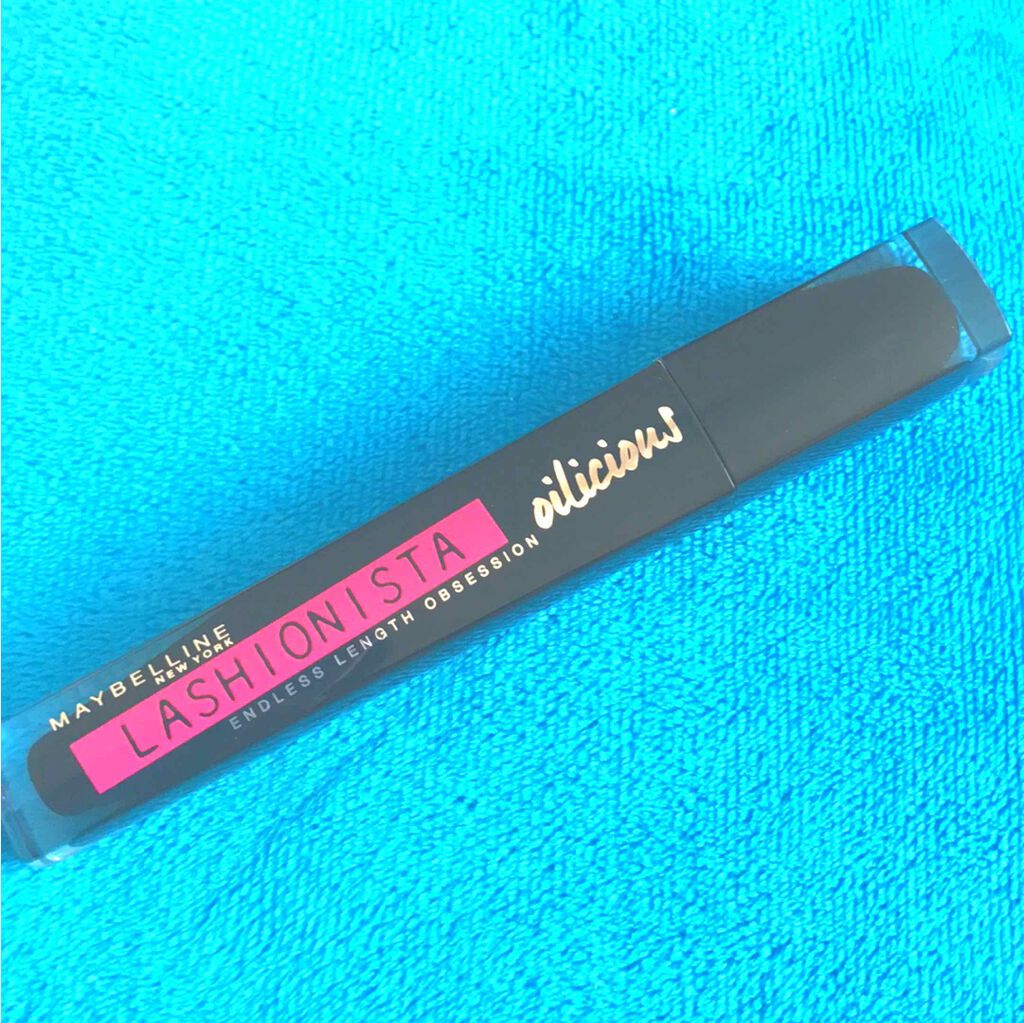 MAYBELLINE
NEW YORK
LASHIONISTA
ENDLESS LENGTH OBSESSION
oilicious